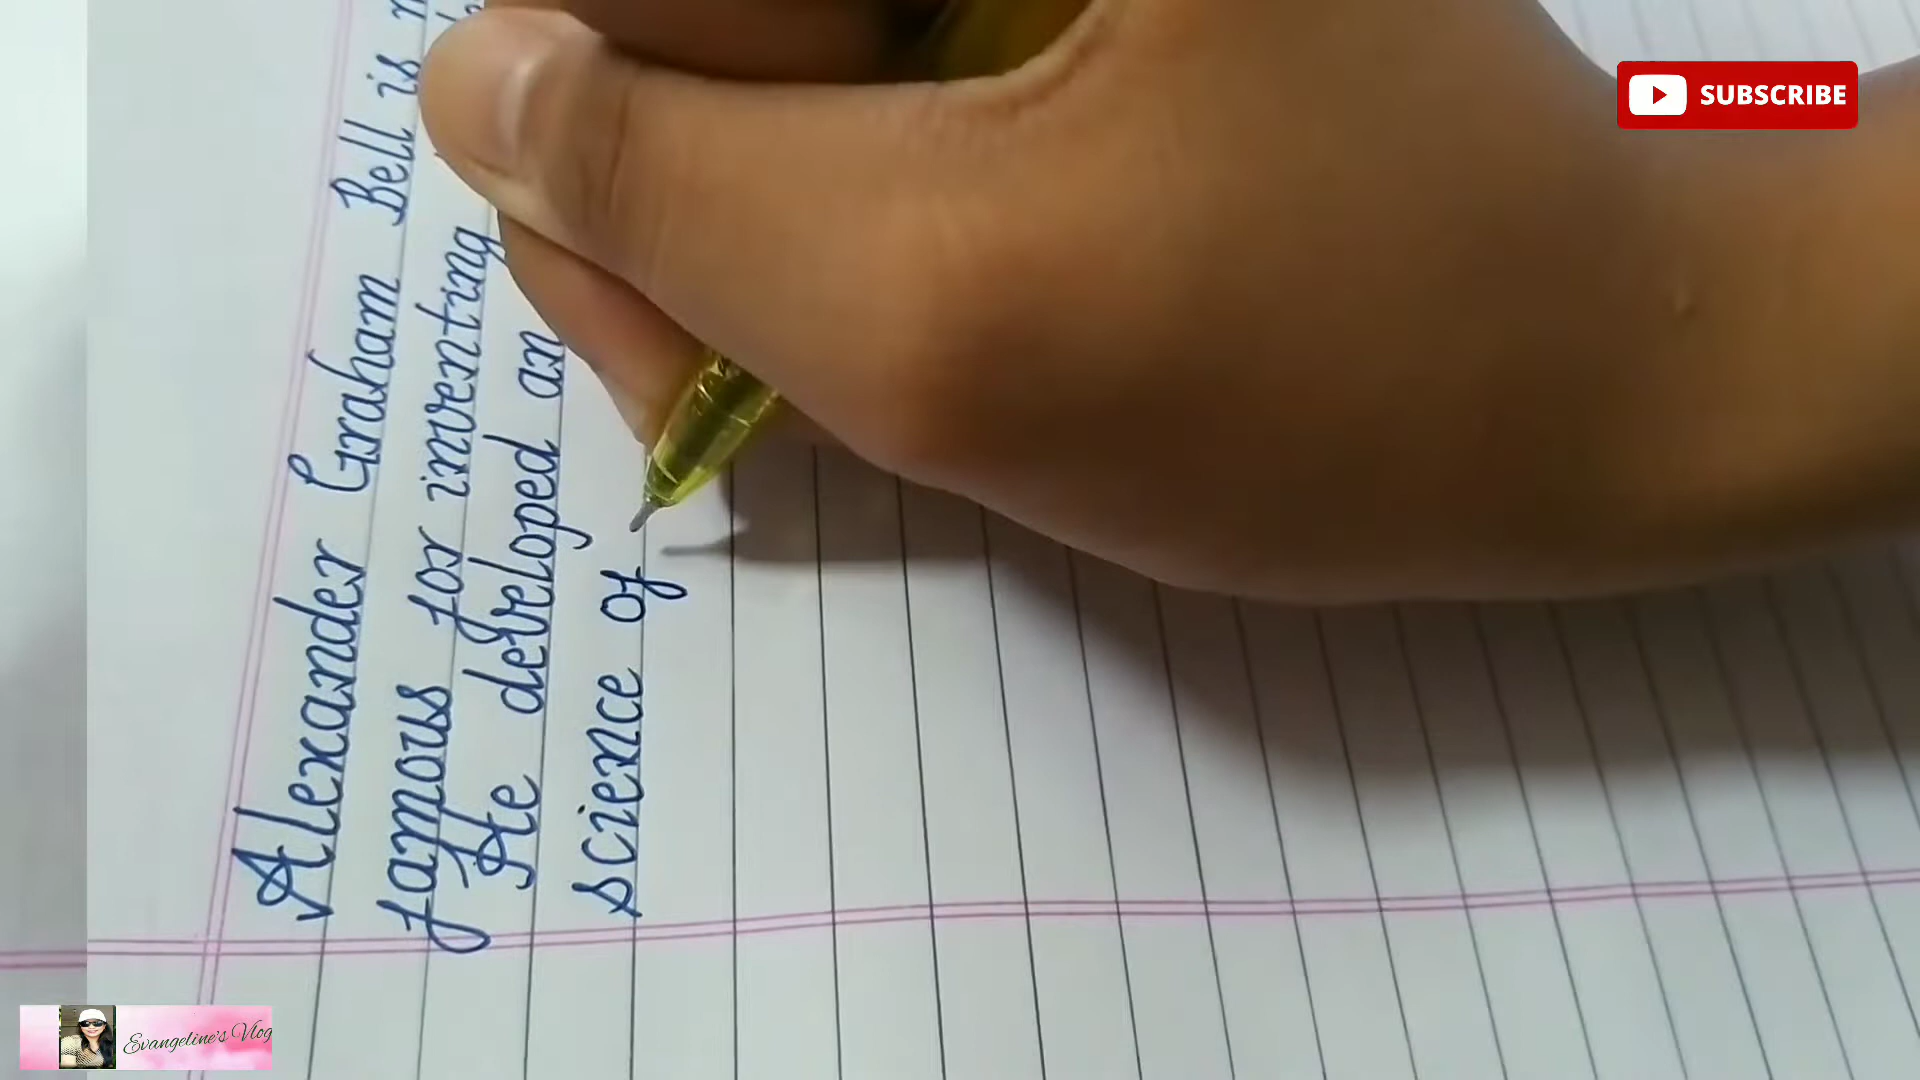 Alexander Graham Bell is
famous for inventing
He developed an
science of
SUBSCRIBE
Evangeline's Vlog